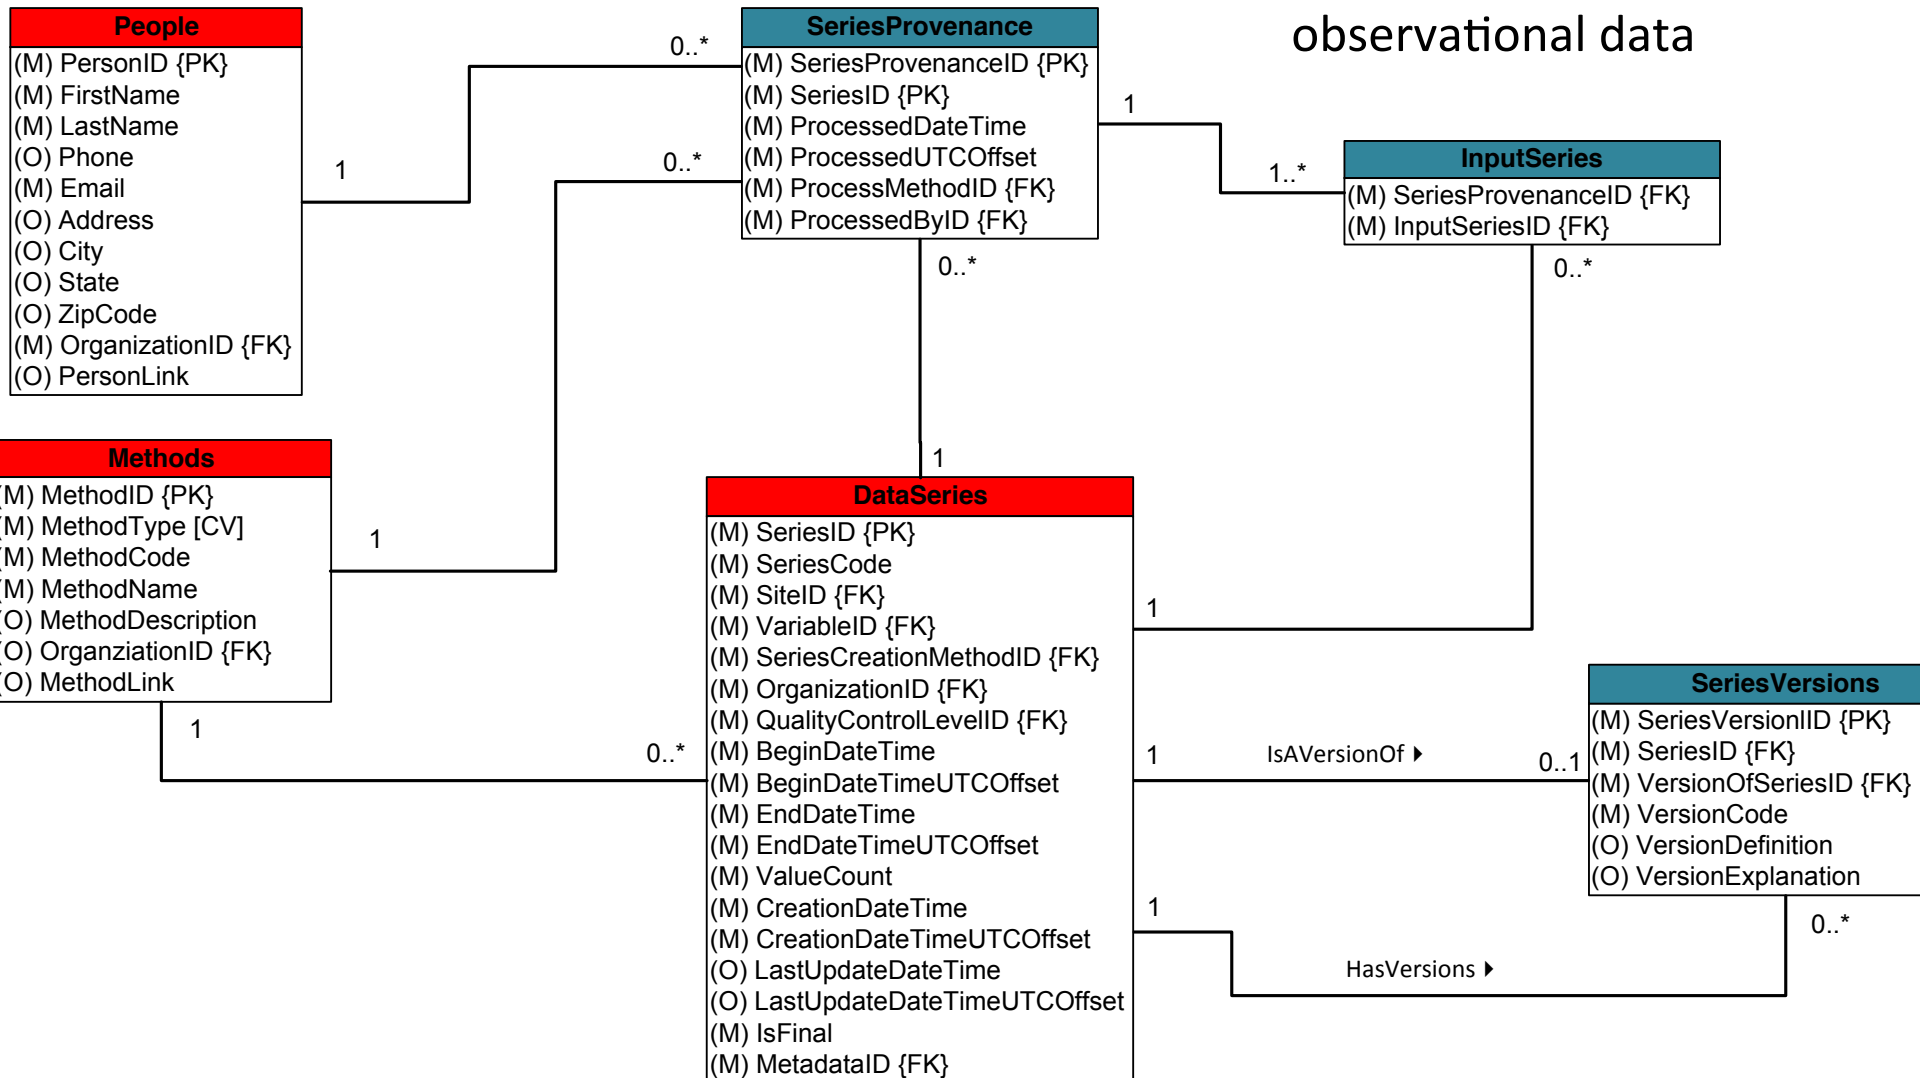 observational data
People
(M) PersonID {PK}
(M) FirstName
(M) LastName
(O) Phone
(M) Email
(O) Address
(O) City
(O) State
(O) ZipCode
(M) OrganizationID {FK}
(O) PersonLink
1
0..*
SeriesProvenance
(M) SeriesProvenanceID {PK}
(M) SeriesID {PK}
(M) ProcessedDateTime
(M) ProcessedUTCOffset
(M) ProcessMethodID {FK}
(M) ProcessedByID {FK}
0..*
1
1..*
InputSeries
(M) SeriesProvenanceID {FK}
(M) InputSeriesID {FK}
0..*
0..*
1
Methods
(M) MethodID {PK}
(M) MethodType [CV]
(M) MethodCode
(M) MethodName
(O) MethodDescription
(O) OrganziationID {FK}
(O) MethodLink
1
1
0..*
DataSeries
(M) SeriesID {PK}
(M) SeriesCode
(M) SiteID {FK}
(M) VariableID {FK}
(M) SeriesCreationMethodID {FK}
(M) OrganizationID {FK}
(M) QualityControlLevelID {FK}
(M) BeginDateTime
(M) BeginDateTimeUTCOffset
(M) EndDateTime
(M) EndDateTimeUTCOffset
(M) ValueCount
(M) CreationDateTime
(M) CreationDateTimeUTCOffset
(O) LastUpdateDateTime
(O) LastUpdateDateTimeUTCOffset
(M) IsFinal
(M) MetadataID {FK}
1
1
IsAVersionOf
0..1
1
HasVersions
0..*
SeriesVersions
(M) SeriesVersionlID {PK}
(M) SeriesID {FK}
(M) VersionOfSeriesID {FK}
(M) VersionCode
(O) VersionDefinition
(O) VersionExplanation